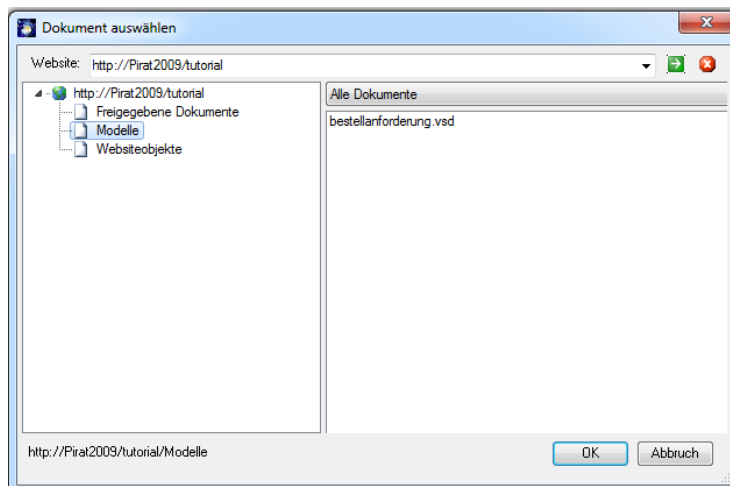 Dokument auswählen
Website: http://Pirat2009/tutorial
http://Pirat2009/tutorial
Freigegebene Dokumente
Modelle
Websiteobjekte
Alle Dokumente
bestellanforderung.vsd
http://Pirat2009/tutorial/Modelle
OK
Abbruch